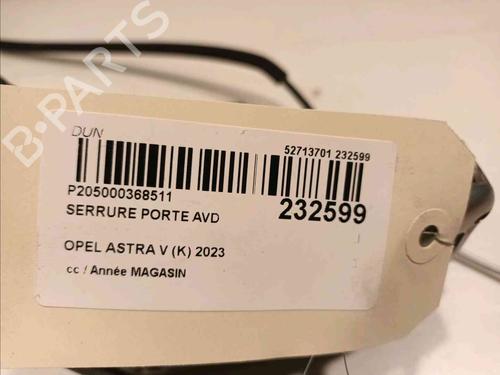 B-PARTS
DUN
52713701 232599
P205000368511
SERRURE PORTE AVD
232599
OPEL ASTRA V (K) 2023
cc / Année MAGASIN